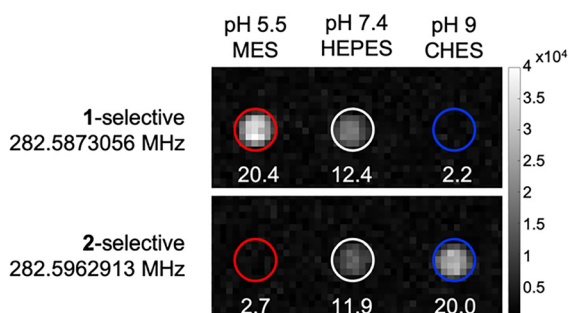 pH 5.5 pH 7.4 pH 9
MES HEPES CHES
x10⁴
4
3.5
3
2.5
2
1.5
1
0.5
1-selective
282.5873056 MHz
20.4 12.4 2.2
2-selective
282.5962913 MHz
2.7 11.9 20.0